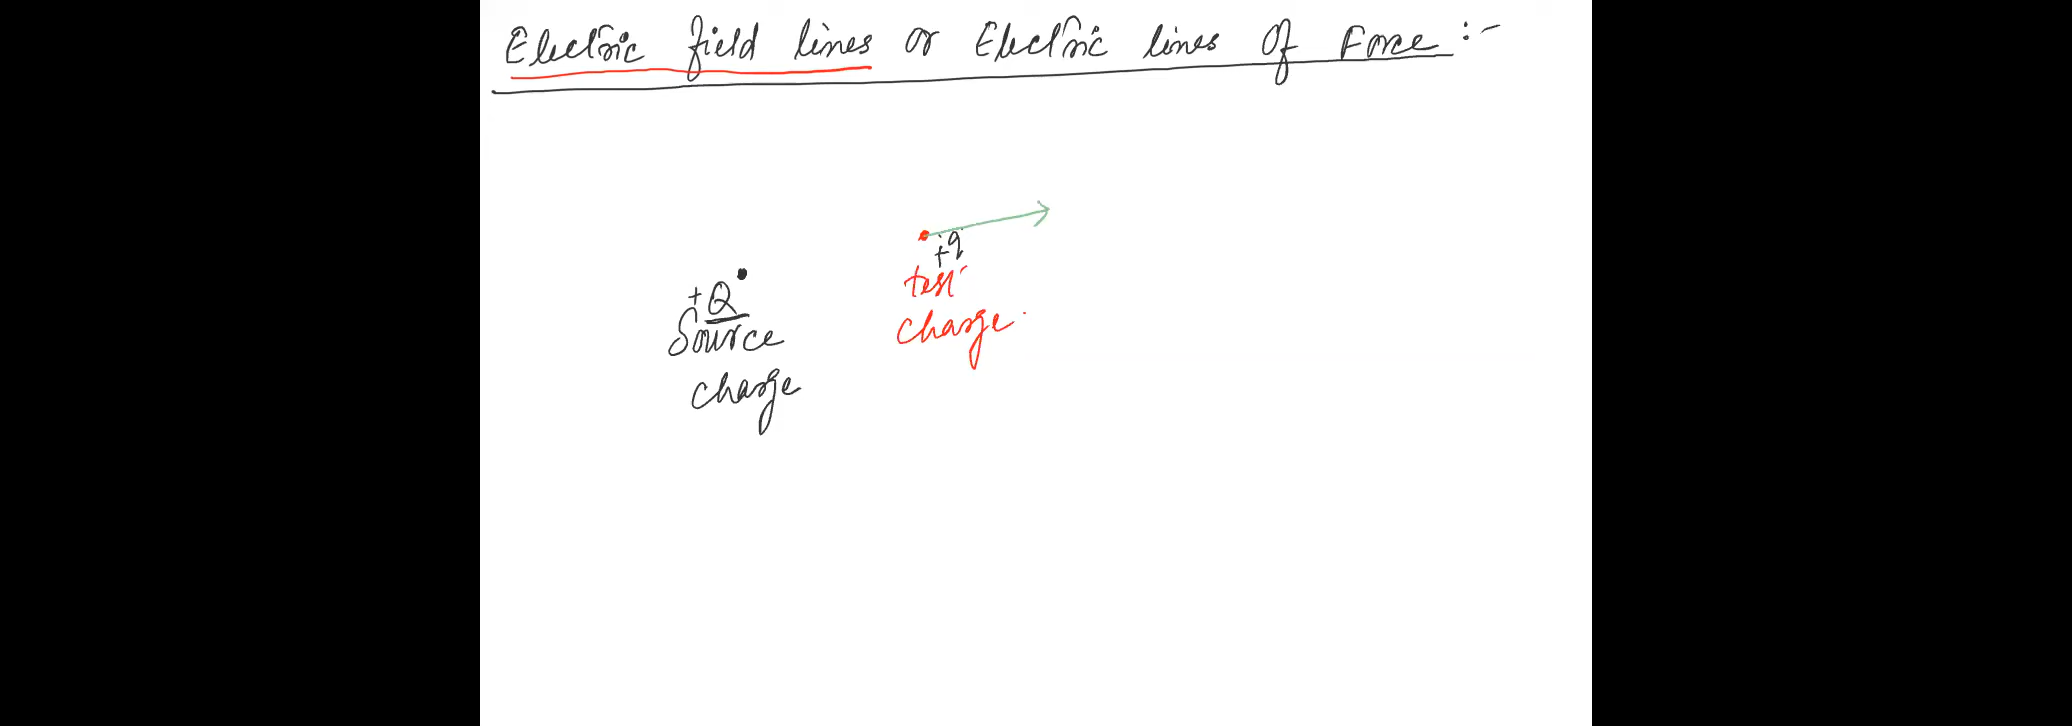 Electric field lines or Electric lines of Force :-
+q
test
charge.
+Q
Source
charge